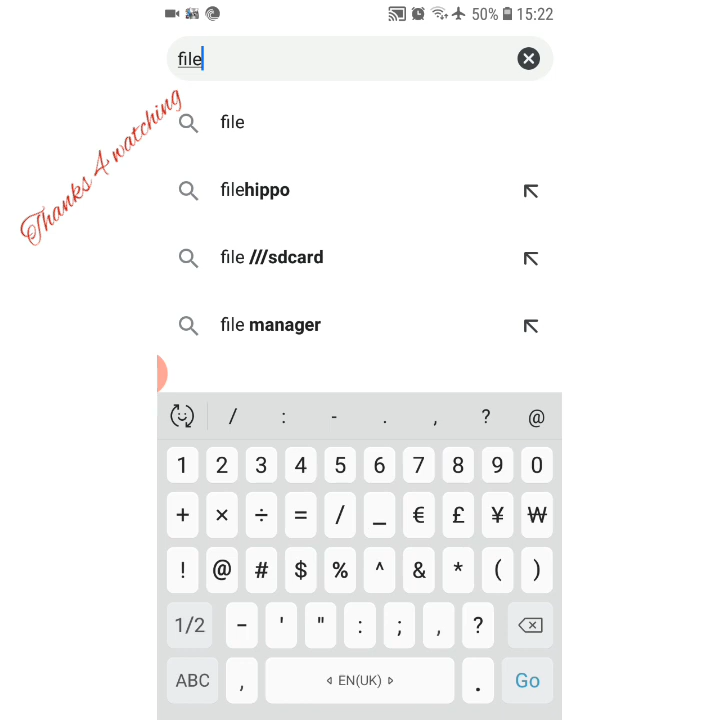 50% 15:22
file
Thanks 4 watching
file
filehippo
file ///sdcard
file manager
/ : - . , ? @
1 2 3 4 5 6 7 8 9 0
+ × ÷ = / _ € £ ¥ ₩
! @ # $ % ^ & * ( )
1/2 - ' " : ; , ?
ABC , EN(UK) . Go